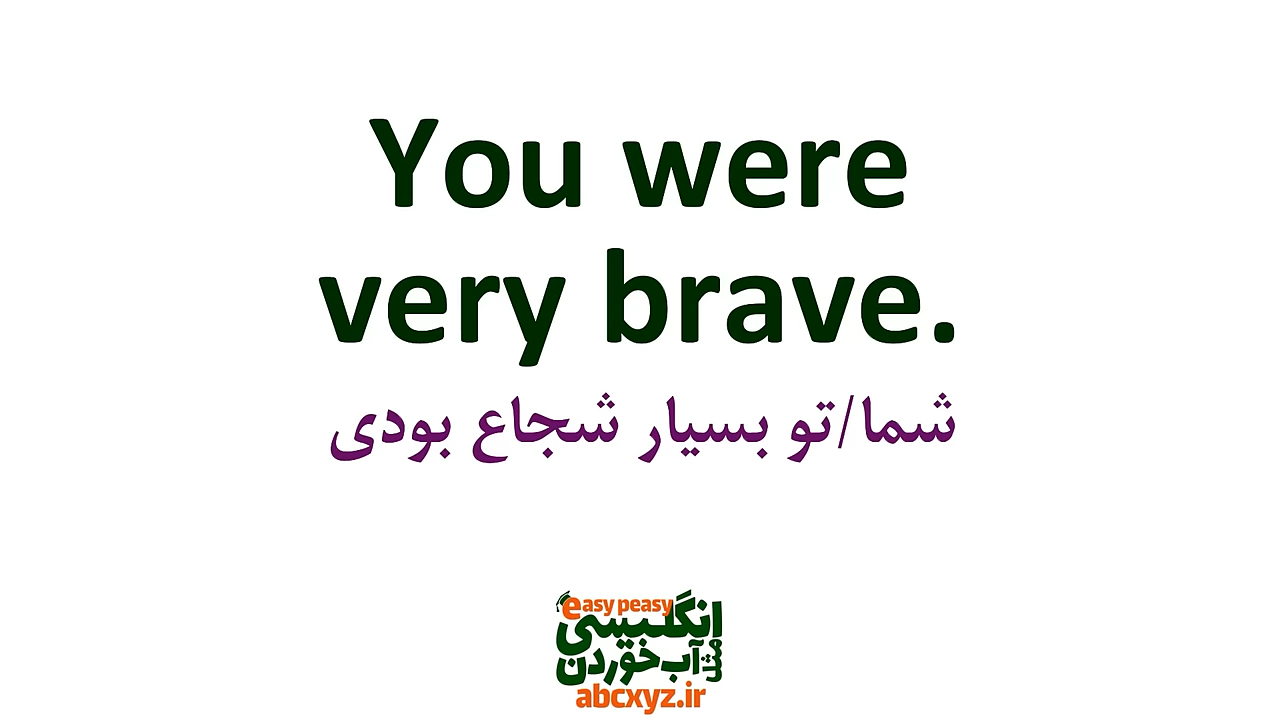 You were
very brave.
شما/تو بسیار شجاع بودی
easy peasy
انگلیسی
مثل آب خوردن
abcxyz.ir